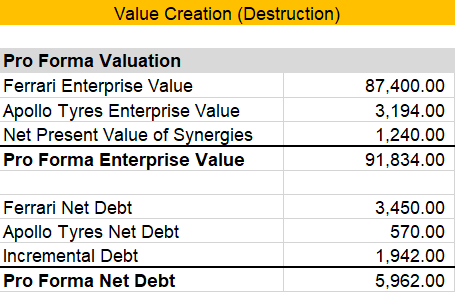 Value Creation (Destruction)
Pro Forma Valuation
Ferrari Enterprise Value 87,400.00
Apollo Tyres Enterprise Value 3,194.00
Net Present Value of Synergies 1,240.00
Pro Forma Enterprise Value 91,834.00
Ferrari Net Debt 3,450.00
Apollo Tyres Net Debt 570.00
Incremental Debt 1,942.00
Pro Forma Net Debt 5,962.00